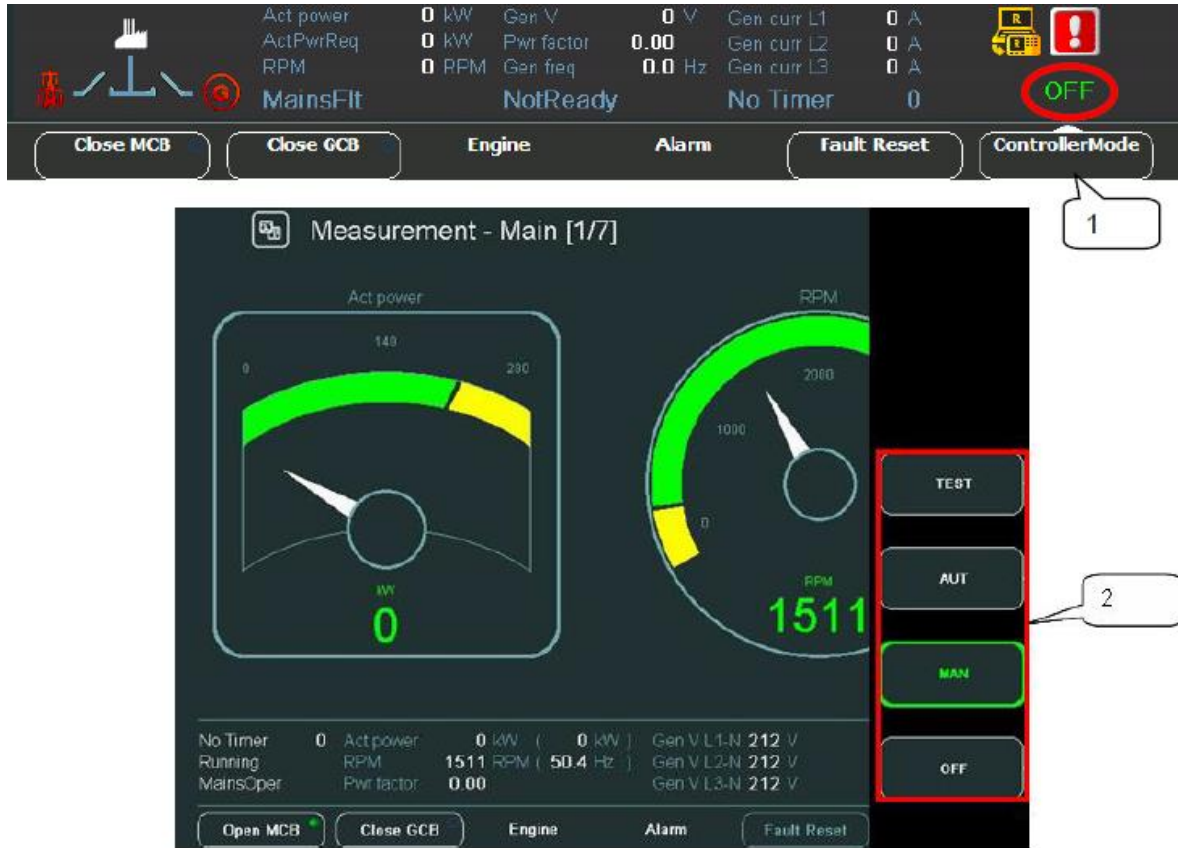 Act power 0 kW Gen V 0 V Gen curr L1 0 A
ActPwrReq 0 kW Pwr factor 0.00 Gen curr L2 0 A
RPM 0 RPM Gen freq 0.0 Hz Gen curr L3 0 A
MainsFlt NotReady No Timer 0 OFF
R
R
G
Close MCB Close GCB Engine Alarm Fault Reset ControllerMode
1
Measurement - Main [1/7]
Act power RPM
140
0 200
2000
1000
0
kW
0
RPM
1511
TEST
AUT
2
MAN
OFF
No Timer 0 Act power 0 kW ( 0 kW ) Gen V L1-N 212 V
Running RPM 1511 RPM ( 50.4 Hz ) Gen V L2-N 212 V
MainsOper Pwr factor 0.00 Gen V L3-N 212 V
Open MCB Close GCB Engine Alarm Fault Reset